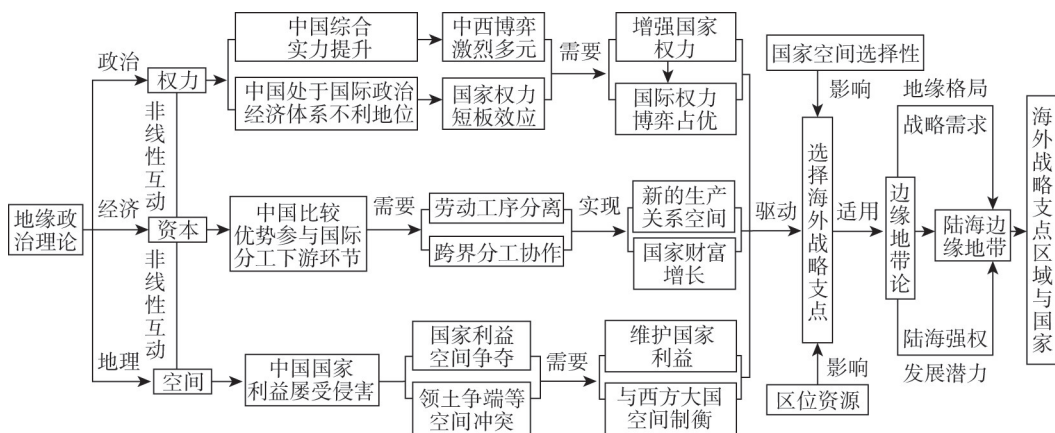 地缘政
治理论
政治
经济
地理
权力
非线性互动
资本
非线性互动
空间
中国综合
实力提升
中国处于国际政治
经济体系不利地位
中西博弈
激烈多元
国家权力
短板效应
需要
增强国家
权力
国际权力
博弈占优
中国比较
优势参与国际
分工下游环节
需要
劳动工序分离
跨界分工协作
实现
新的生产
关系空间
国家财富
增长
中国国家
利益屡受侵害
国家利益
空间争夺
领土争端等
空间冲突
需要
维护国家
利益
与西方大国
空间制衡
驱动
国家空间选择性
影响
选择海外战略支点
影响
区位资源
适用
边缘地带论
地缘格局
战略需求
陆海边
缘地带
陆海强权
发展潜力
海外战略支点区域与国家